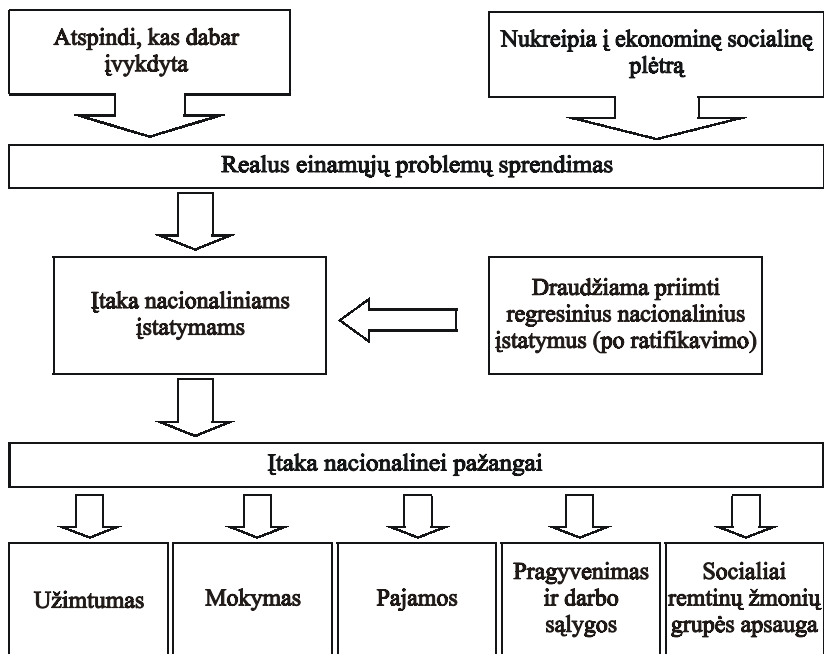 Atspindi, kas dabar
įvykdyta
Nukreipia į ekonominę socialinę
plėtrą
Realus einamųjų problemų sprendimas
Įtaka nacionaliniams
įstatymams
Draudžiama priimti
regresinius nacionalinius
įstatymus (po ratifikavimo)
Įtaka nacionalinei pažangai
Užimtumas
Mokymas
Pajamos
Pragyvenimas
ir darbo
sąlygos
Socialiai
remtinų žmonių
grupės apsauga